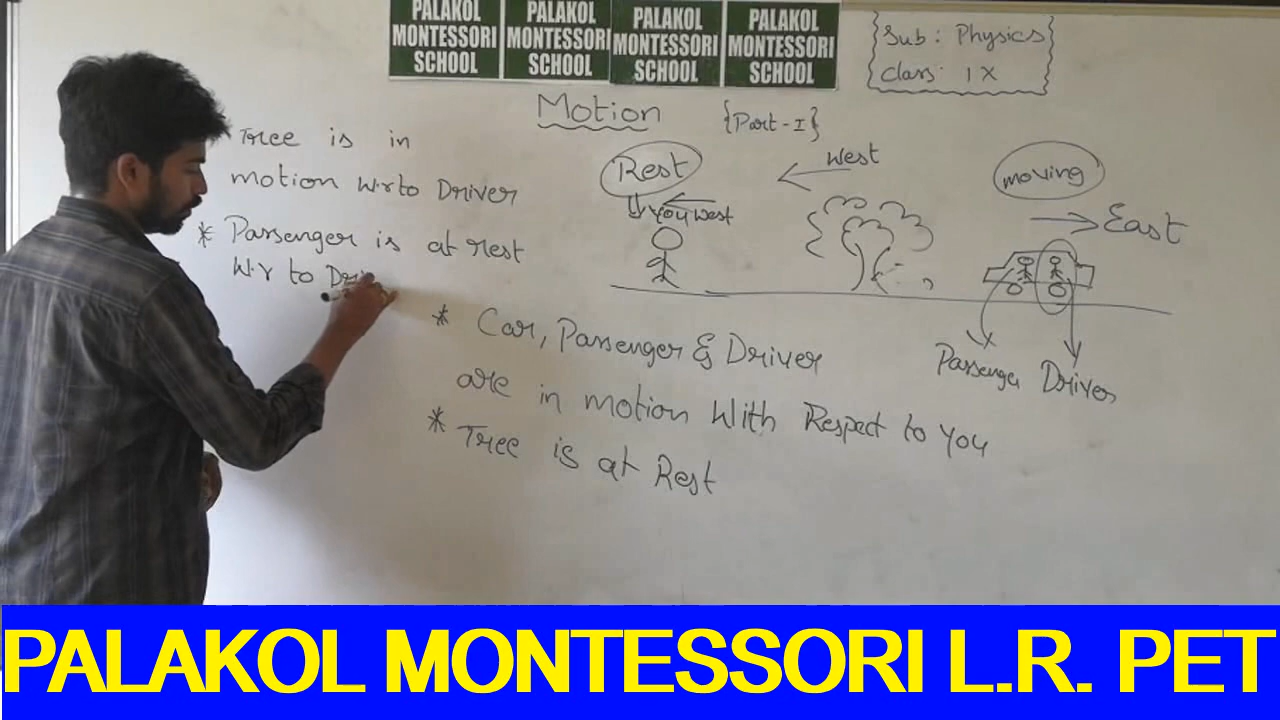 PALAKOL
MONTESSORI
SCHOOL
PALAKOL
MONTESSORI
SCHOOL
PALAKOL
MONTESSORI
SCHOOL
PALAKOL
MONTESSORI
SCHOOL
Sub : Physics
Class: IX
Motion {Part-I}
Tree is in
motion W.r to Driver
* Passenger is at rest
W.r to Dri
Rest
West
moving
You West
East
Passenger Driver
* Car, Passenger & Driver
are in motion With Respect to You
* Tree is at Rest
PALAKOL MONTESSORI L.R. PET